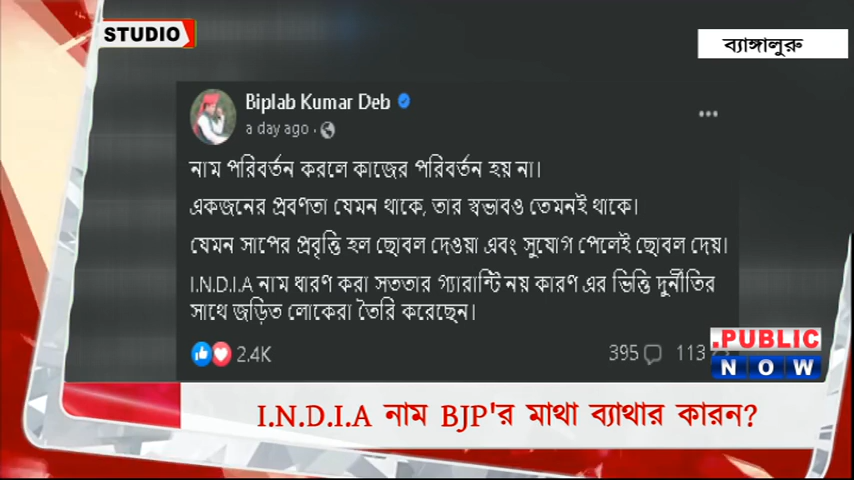 STUDIO
ব্যাঙ্গালুরু
Biplab Kumar Deb
a day ago
নাম পরিবর্তন করলে কাজের পরিবর্তন হয় না।
একজনের প্রবণতা যেমন থাকে, তার স্বভাবও তেমনই থাকে।
যেমন সাপের প্রবৃত্তি হল ছোবল দেওয়া এবং সুযোগ পেলেই ছোবল দেয়।
I.N.D.I.A নাম ধারণ করা সততার গ্যারান্টি নয় কারণ এর ভিত্তি দুর্নীতির
সাথে জড়িত লোকেরা তৈরি করেছেন।
2.4K
395
113
.PUBLIC
NOW
I.N.D.I.A নাম BJP'র মাথা ব্যাথার কারন?